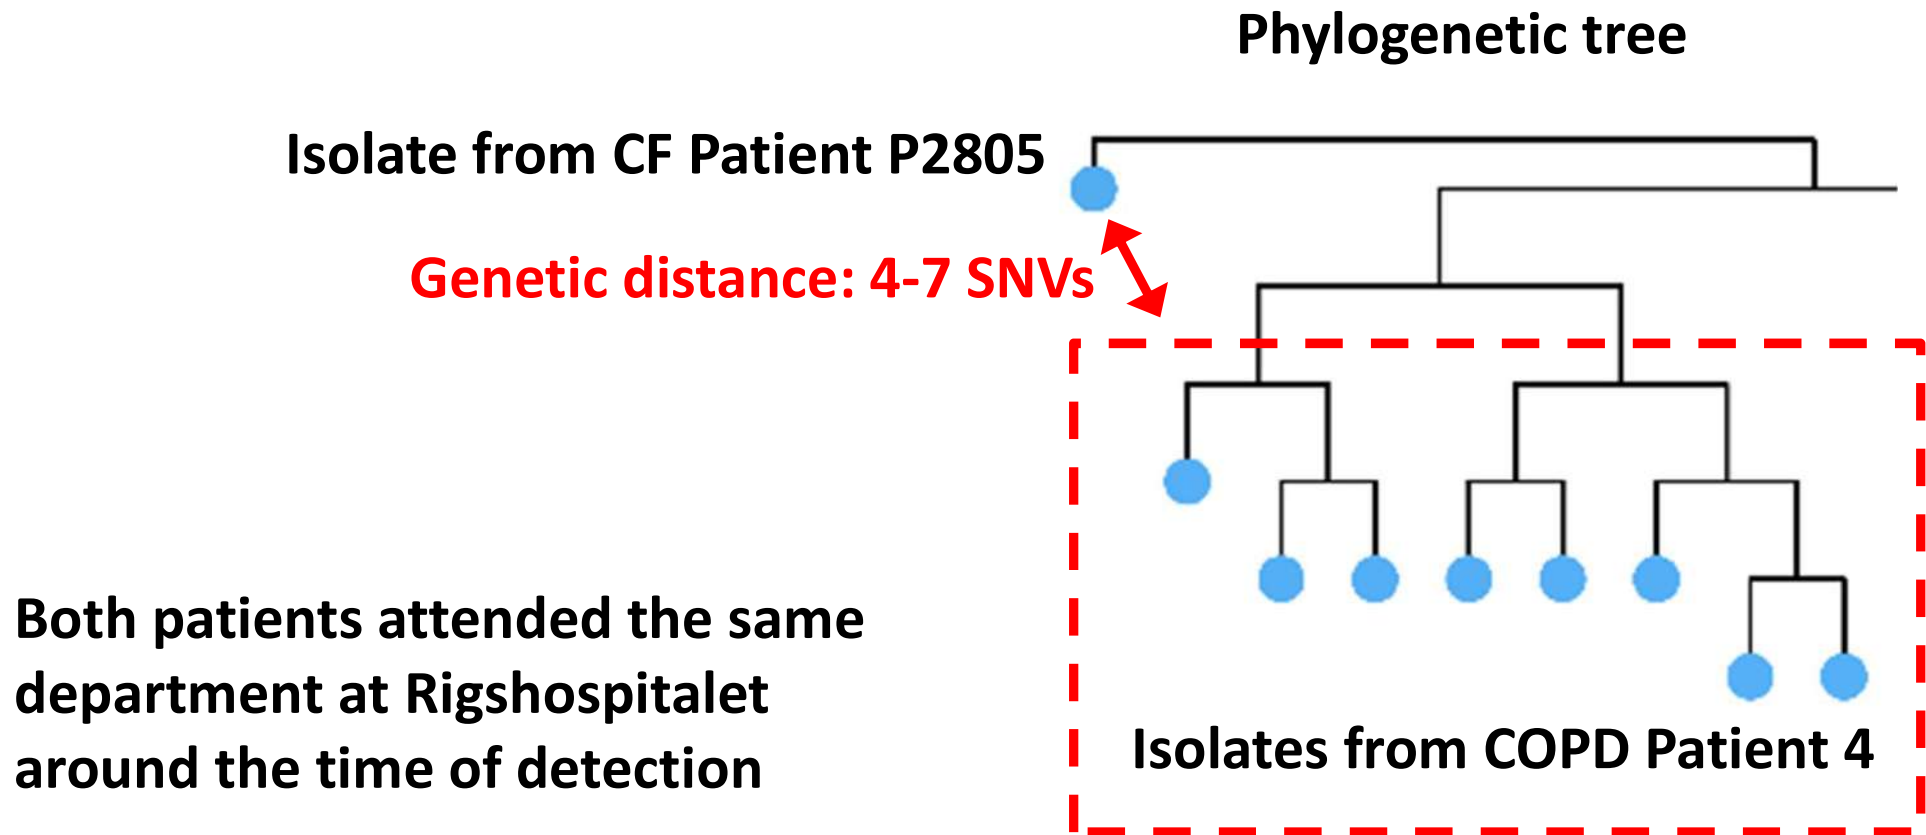 Phylogenetic tree
Isolate from CF Patient P2805
Genetic distance: 4-7 SNVs
Both patients attended the same
department at Rigshospitalet
around the time of detection
Isolates from COPD Patient 4